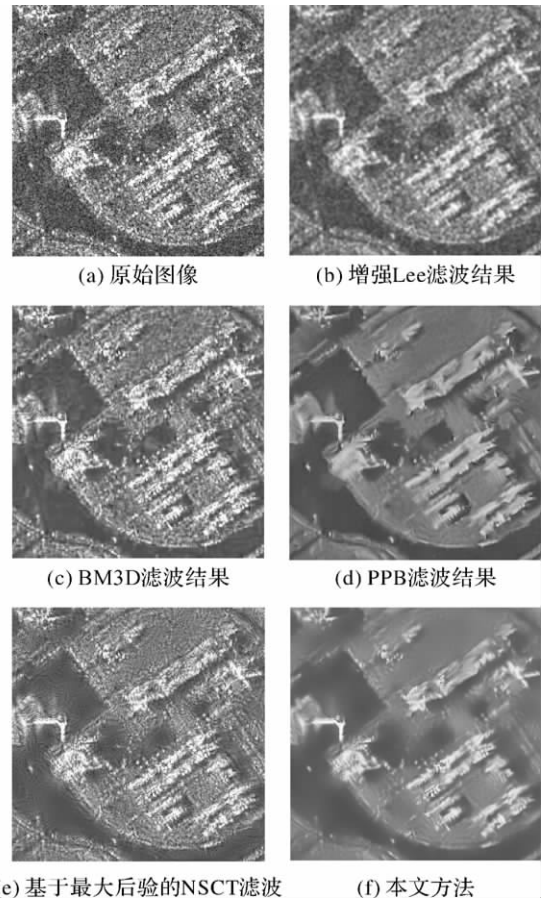 (a) 原始图像
(b) 增强Lee滤波结果
(c) BM3D滤波结果
(d) PPB滤波结果
e) 基于最大后验的NSCT滤波
(f) 本文方法